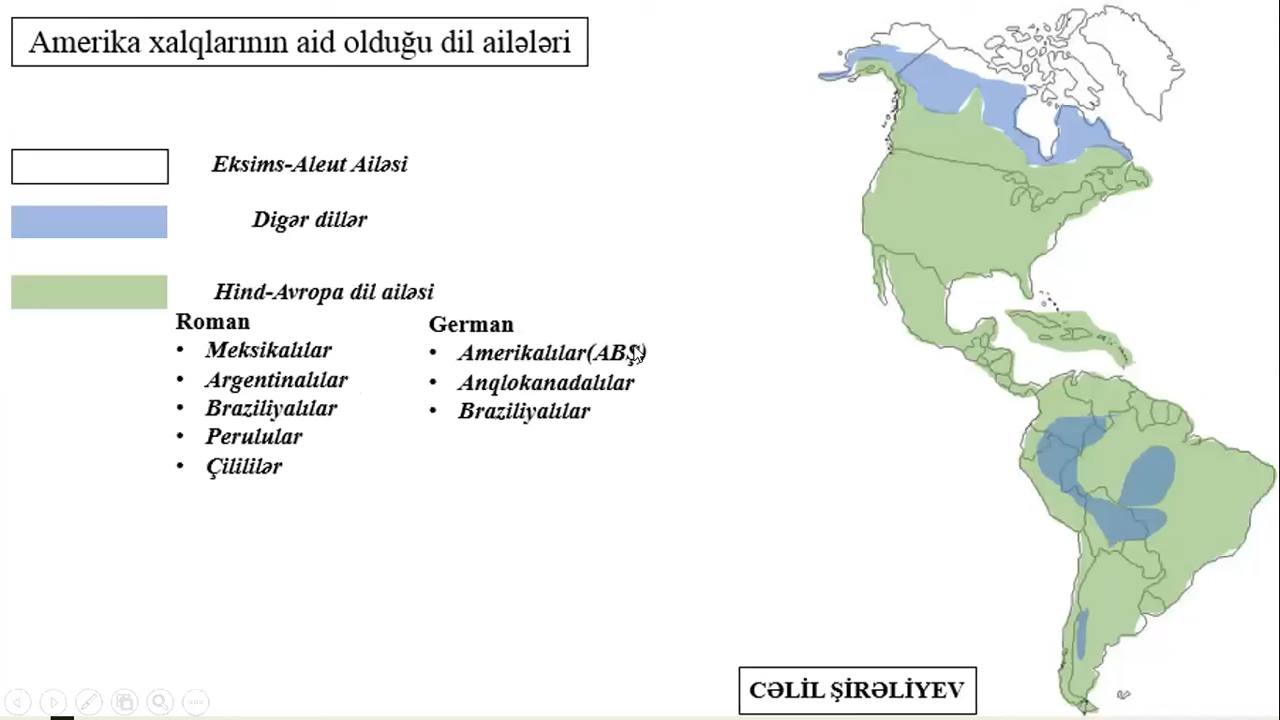 Amerika xalqlarının aid olduğu dil ailələri
Eksims-Aleut Ailəsi
Digər dillər
Hind-Avropa dil ailəsi
Roman
• Meksikalılar
• Argentinalılar
• Braziliyalılar
• Perulular
• Çilililər
German
• Amerikalılar(ABŞ)
• Anqlokanadalılar
• Braziliyalılar
CƏLİL ŞİRƏLİYEV